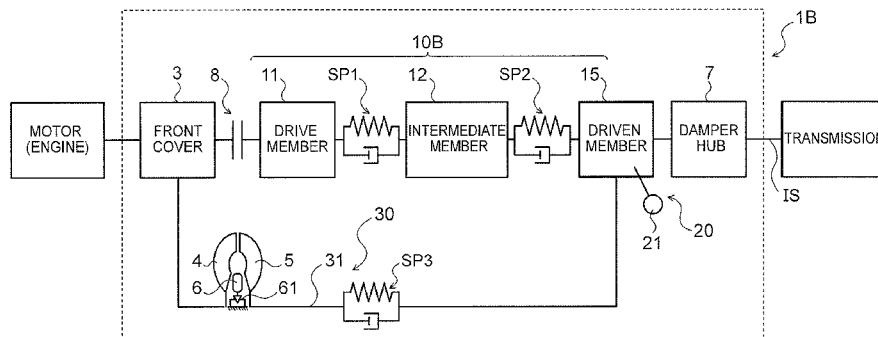 1B
10B
3
8
11
SP1
12
SP2
15
7
MOTOR
(ENGINE)
FRONT
COVER
DRIVE
MEMBER
INTERMEDIATE
MEMBER
DRIVEN
MEMBER
DAMPER
HUB
TRANSMISSION
IS
21
20
30
4
5
6
61
31
SP3